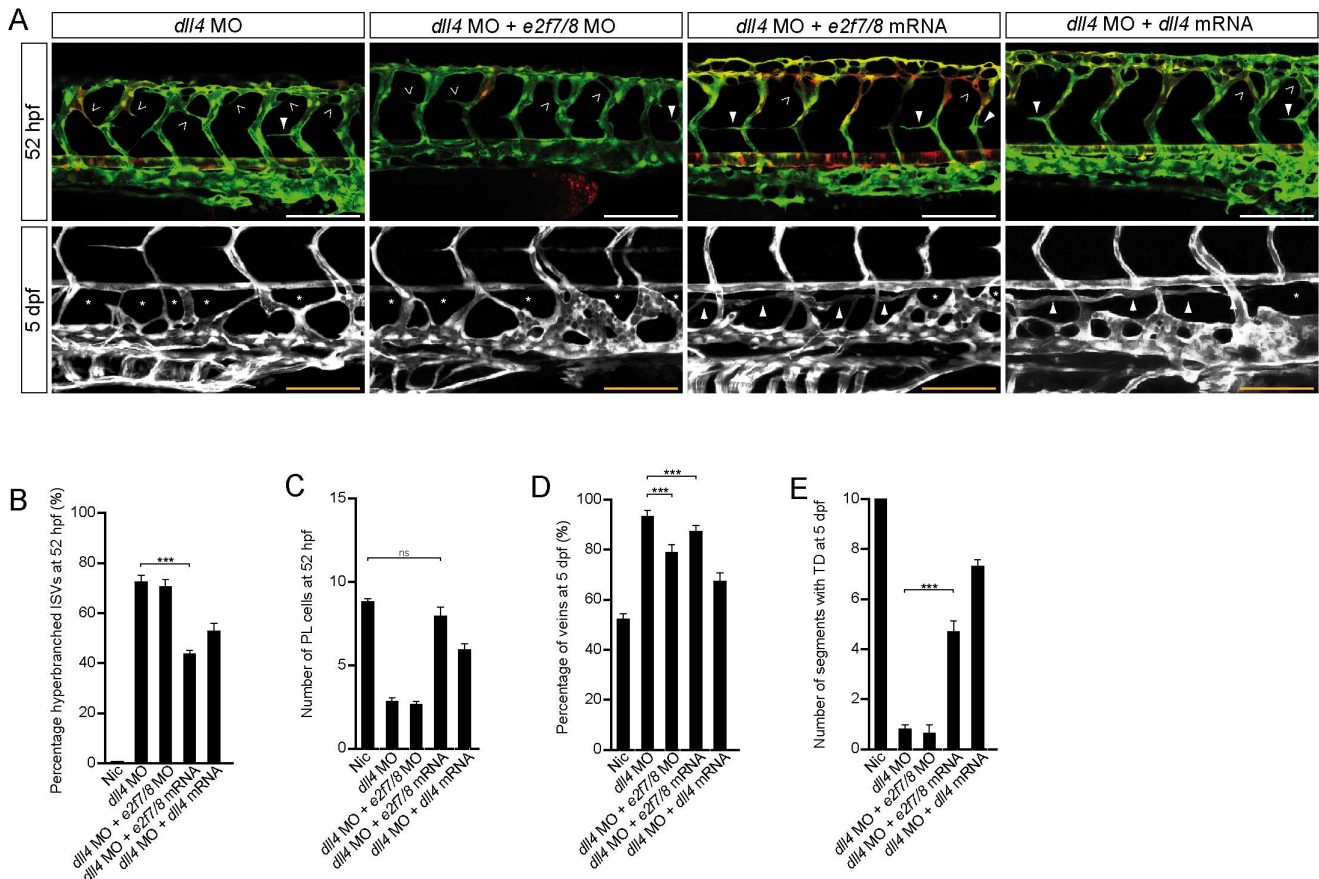 A
dll4 MO
dll4 MO + e2f7/8 MO
dll4 MO + e2f7/8 mRNA
dll4 MO + dll4 mRNA
52 hpf
5 dpf
* * * * *
* * * *
* *
*
B
Percentage hyperbranched ISVs at 52 hpf (%)
100
80
60
40
20
0
***
Nic
dll4 MO
dll4 MO + e2f7/8 MO
dll4 MO + e2f7/8 mRNA
dll4 MO + dll4 mRNA
C
Number of PL cells at 52 hpf
15
10
5
0
ns
Nic
dll4 MO
dll4 MO + e2f7/8 MO
dll4 MO + e2f7/8 mRNA
dll4 MO + dll4 mRNA
D
Percentage of veins at 5 dpf (%)
100
80
60
40
20
0
***
***
Nic
dll4 MO
dll4 MO + e2f7/8 MO
dll4 MO + e2f7/8 mRNA
dll4 MO + dll4 mRNA
E
Number of segments with TD at 5 dpf
10
8
6
4
2
0
***
Nic
dll4 MO
dll4 MO + e2f7/8 MO
dll4 MO + e2f7/8 mRNA
dll4 MO + dll4 mRNA